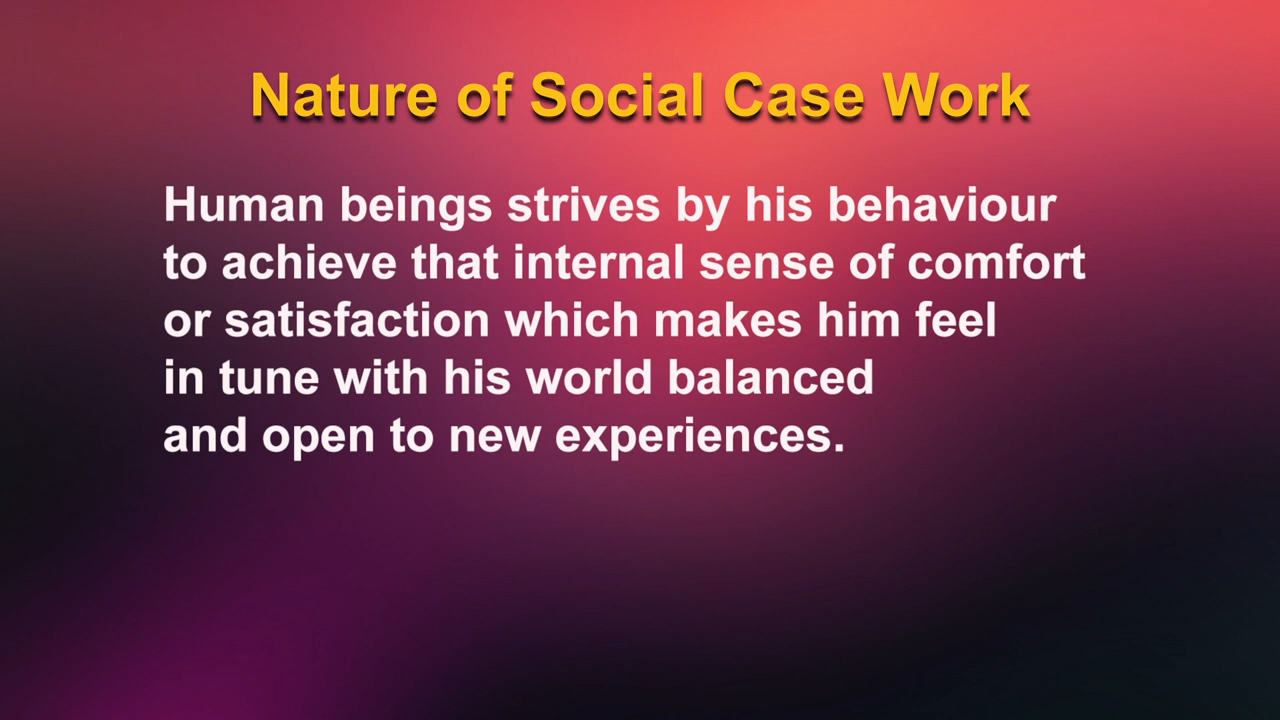 Nature of Social Case Work
Human beings strives by his behaviour
to achieve that internal sense of comfort
or satisfaction which makes him feel
in tune with his world balanced
and open to new experiences.